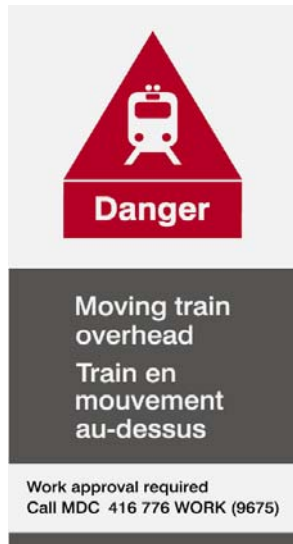 Danger
Moving train
overhead
Train en
mouvement
au-dessus
Work approval required
Call MDC 416 776 WORK (9675)